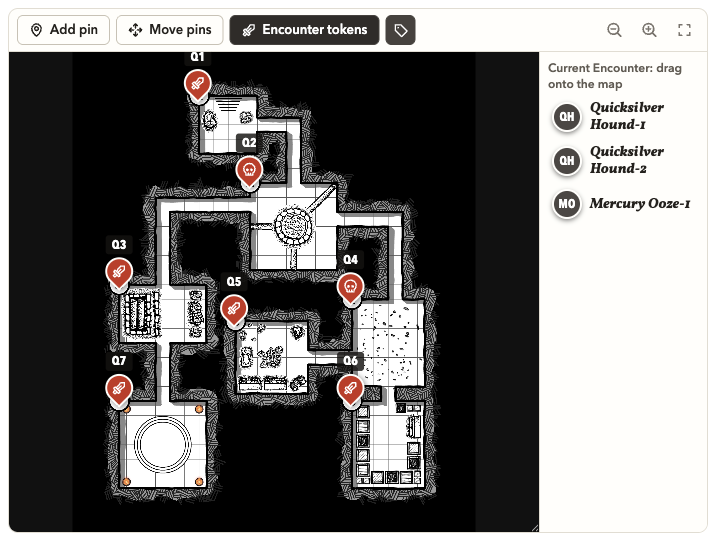 Add pin
Move pins
Encounter tokens
Current Encounter: drag
onto the map
QH
Quicksilver
Hound-1
QH
Quicksilver
Hound-2
MO
Mercury Ooze-1
Q1
Q2
Q3
Q4
Q5
Q6
Q7